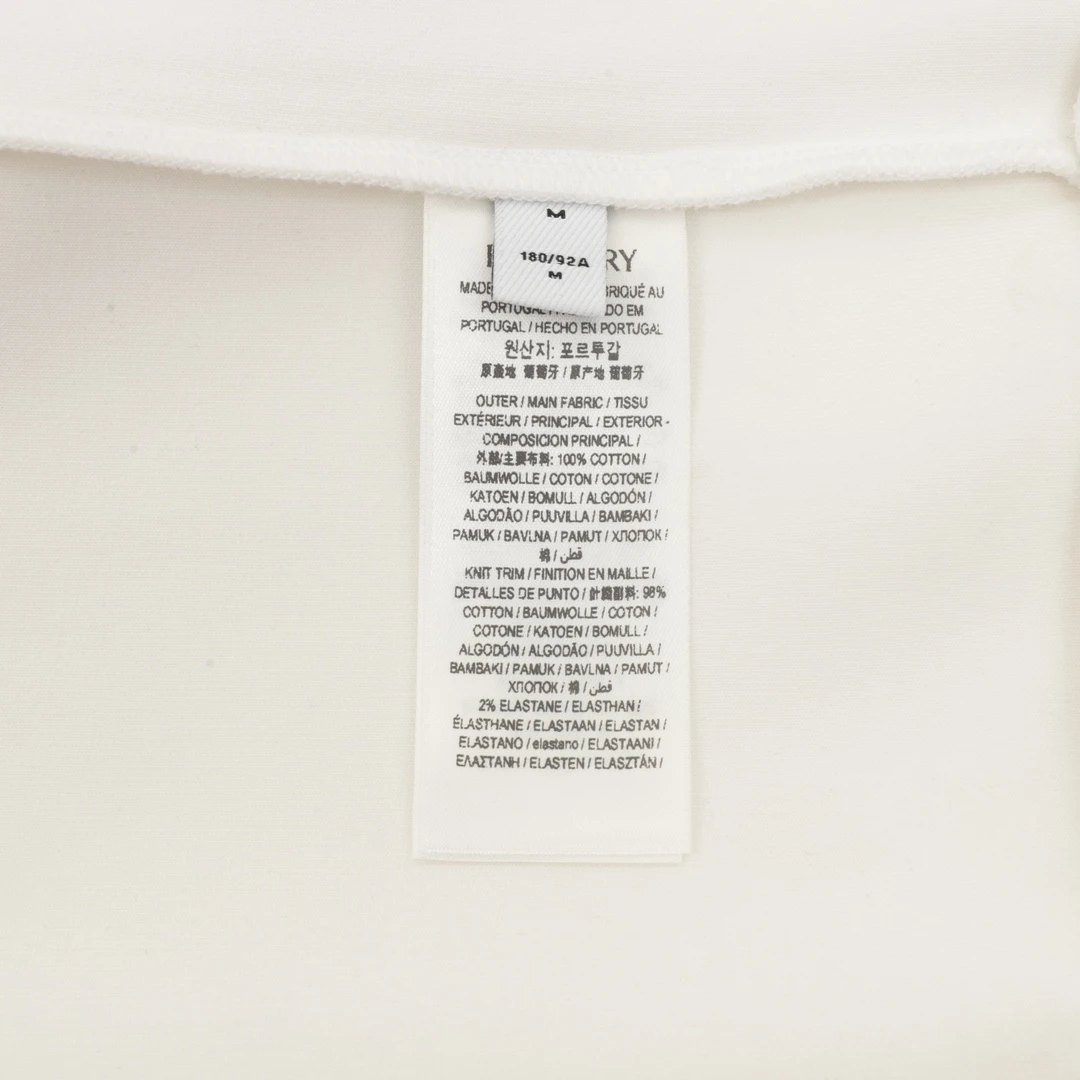 M
180/92A
M
RY
MADE BRIQUÉ AU
PORTUGAL / DO EM
PORTUGAL / HECHO EN PORTUGAL
원산지: 포르투갈
原產地 葡萄牙 / 原产地 葡萄牙
OUTER / MAIN FABRIC / TISSU
EXTÉRIEUR / PRINCIPAL / EXTERIOR -
COMPOSICION PRINCIPAL /
外部/主要布料: 100% COTTON /
BAUMWOLLE / COTON / COTONE /
KATOEN / BOMULL / ALGODÓN /
ALGODÃO / PUUVILLA / BAMBAKI /
PAMUK / BAVLNA / PAMUT / ХЛОПОК /
棉 / قطن /
KNIT TRIM / FINITION EN MAILLE /
DETALLES DE PUNTO / 針織副料: 98%
COTTON / BAUMWOLLE / COTON /
COTONE / KATOEN / BOMULL /
ALGODÓN / ALGODÃO / PUUVILLA /
BAMBAKI / PAMUK / BAVLNA / PAMUT /
ХЛОПОК / 棉 / قطن /
2% ELASTANE / ELASTHAN /
ÉLASTHANE / ELASTAAN / ELASTAN /
ELASTANO / elastano / ELASTAANI /
ΕΛΑΣΤΑΝΗ / ELASTEN / ELASZTÁN /